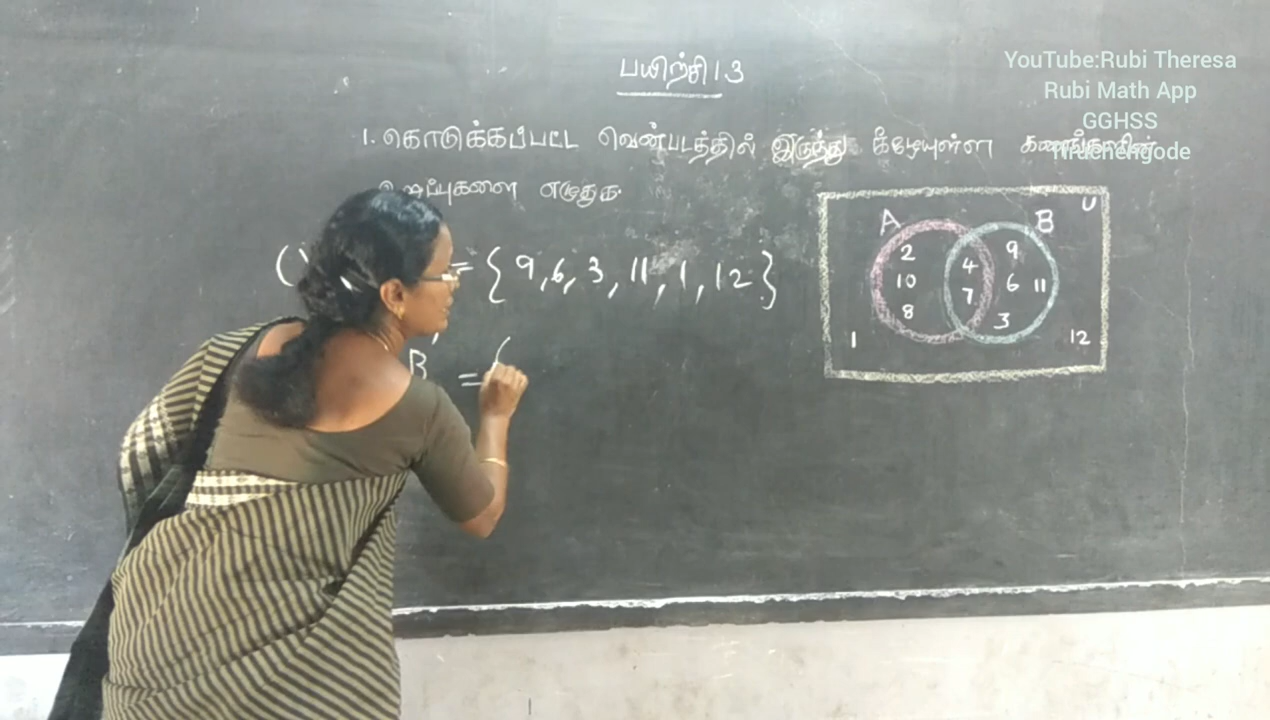 YouTube:Rubi Theresa
Rubi Math App
GGHSS
Tiruchengode
பயிற்சி 1.3
1. கொடுக்கப்பட்ட வென்படத்தில் இருந்து கீழேயுள்ள கணங்களின்
உறுப்புகளை எழுதுக.
= {9,6,3,11,1,12}
B' =
U
A B
2 4 9
10 7 6 11
8 3
1 12